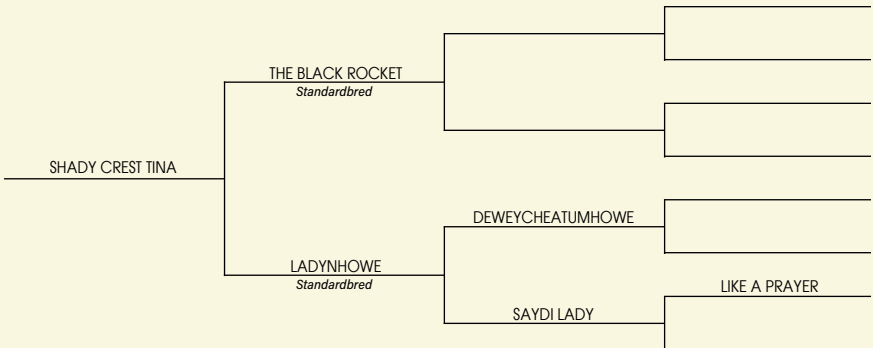 THE BLACK ROCKET
Standardbred
SHADY CREST TINA
DEWEYCHEATUMHOWE
LADYNHOWE
Standardbred
LIKE A PRAYER
SAYDI LADY